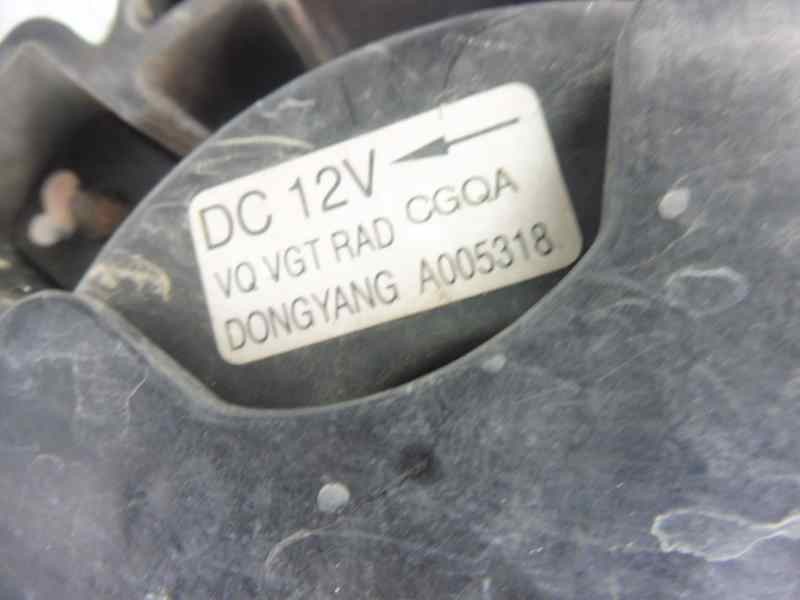 DC 12V
VQ VGT RAD CGQA
DONGYANG A005318